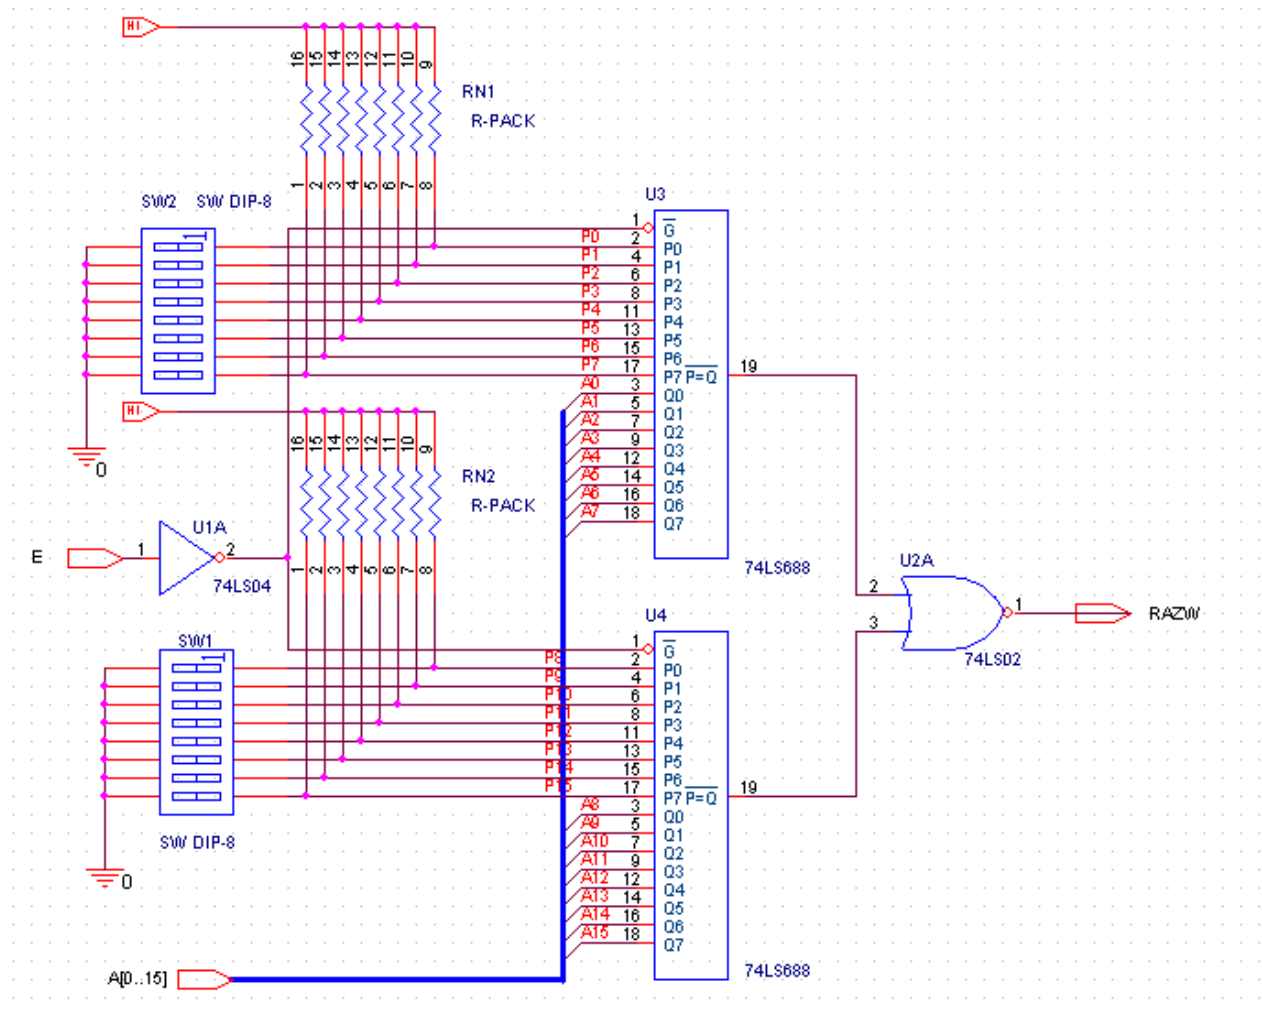 HI
16 15 14 13 12 11 10 9
RN1
R-PACK
1 2 3 4 5 6 7 8
SW2 SW DIP-8
1
U3
1 G
P0 2 P0
P1 4 P1
P2 6 P2
P3 8 P3
P4 11 P4
P5 13 P5
P6 15 P6
P7 17 P7 P=Q 19
A0 3 Q0
A1 5 Q1
A2 7 Q2
A3 9 Q3
A4 12 Q4
A5 14 Q5
A6 16 Q6
A7 18 Q7
74LS688
HI
16 15 14 13 12 11 10 9
RN2
R-PACK
1 2 3 4 5 6 7 8
0
E
1 U1A 2
74LS04
U2A
2
3
1
74LS02
RAZW
SW1
1
SW DIP-8
0
U4
1 G
P8 2 P0
P9 4 P1
P10 6 P2
P11 8 P3
P12 11 P4
P13 13 P5
P14 15 P6
P15 17 P7 P=Q 19
A8 3 Q0
A9 5 Q1
A10 7 Q2
A11 9 Q3
A12 12 Q4
A13 14 Q5
A14 16 Q6
A15 18 Q7
74LS688
A[0..15]